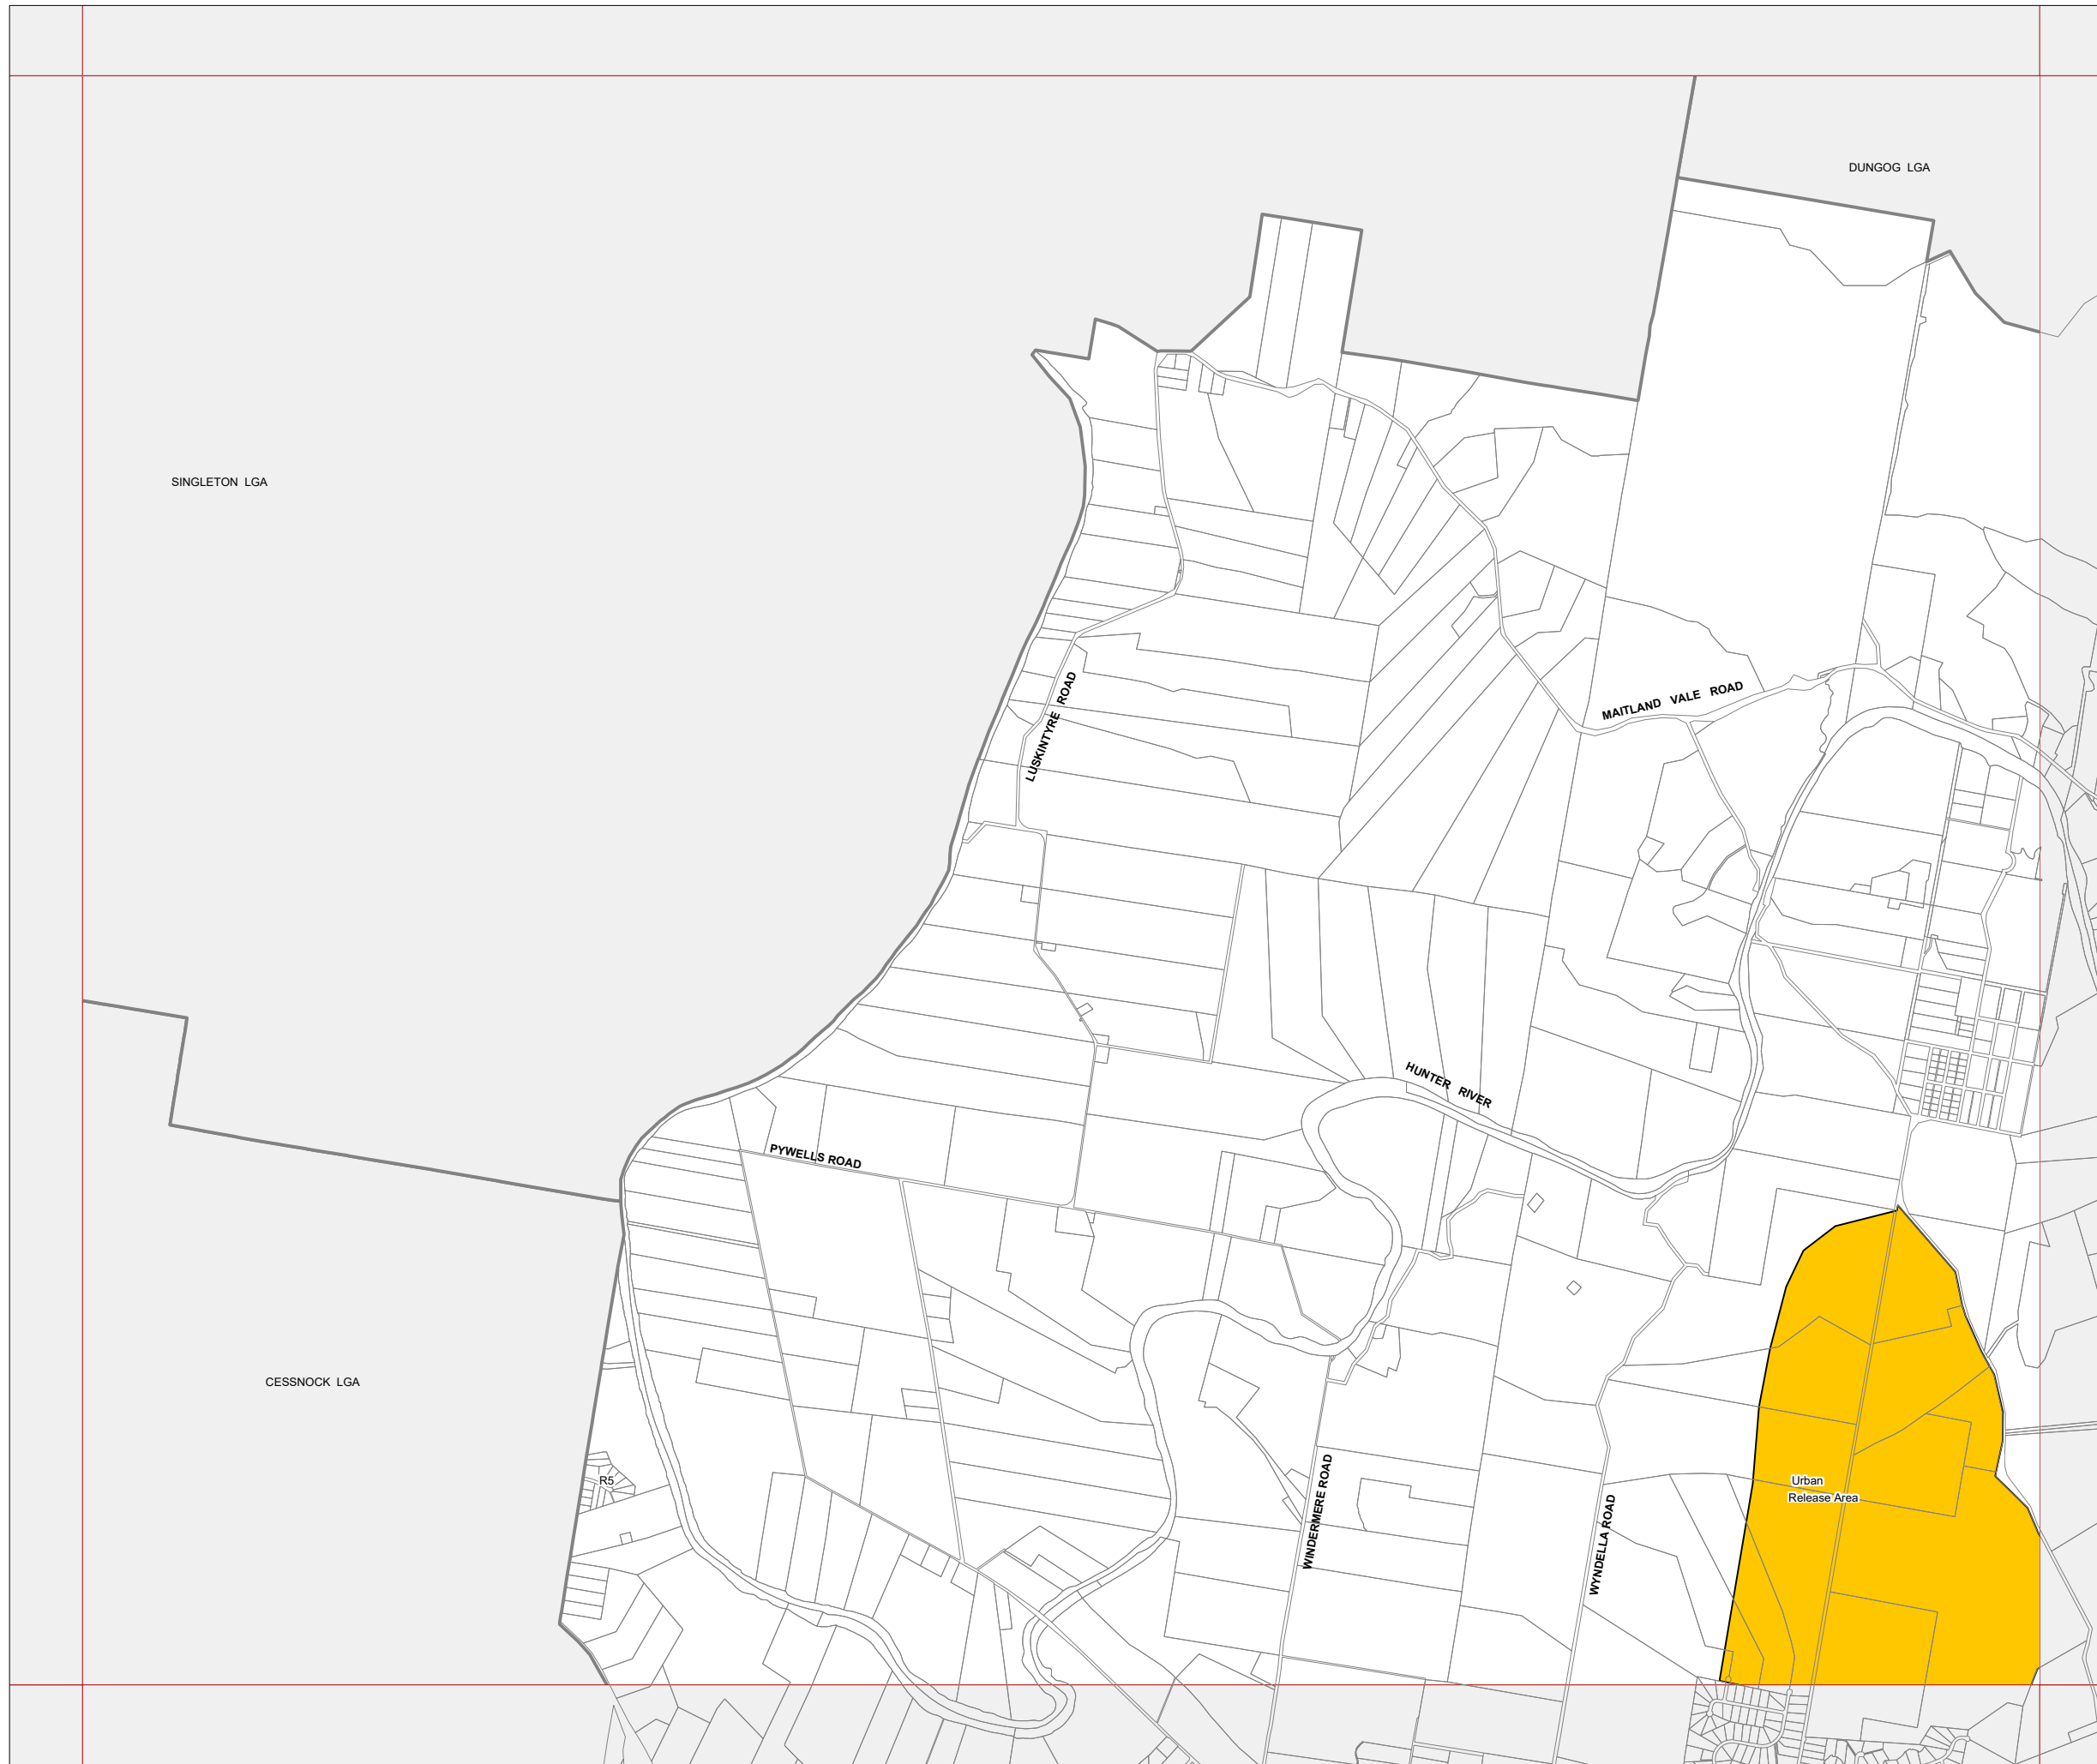 DUNGOG LGA
SINGLETON LGA
MAITLAND VALE ROAD
LUSKINTYRE ROAD
HUNTER RIVER
PYWELLS ROAD
CESSNOCK LGA
R5
Urban
Release Area
WINDERMERE ROAD
WYNDELLA ROAD